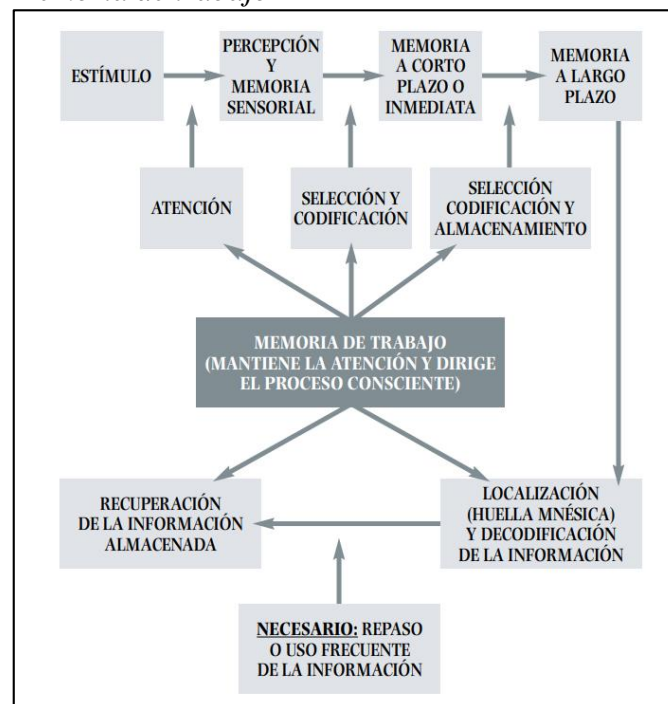 ESTÍMULO
PERCEPCIÓN
Y
MEMORIA
SENSORIAL
MEMORIA
A CORTO
PLAZO O
INMEDIATA
MEMORIA
A LARGO
PLAZO
ATENCIÓN
SELECCIÓN Y
CODIFICACIÓN
SELECCIÓN
CODIFICACIÓN Y
ALMACENAMIENTO
MEMORIA DE TRABAJO
(MANTIENE LA ATENCIÓN Y DIRIGE
EL PROCESO CONSCIENTE)
RECUPERACIÓN
DE LA INFORMACIÓN
ALMACENADA
LOCALIZACIÓN
(HUELLA MNÉSICA)
Y DECODIFICACIÓN
DE LA INFORMACIÓN
NECESARIO: REPASO
O USO FRECUENTE
DE LA INFORMACIÓN